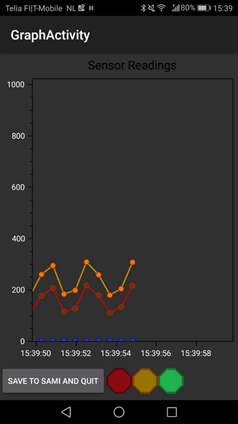 Telia FI|T-Mobile NL 80% 15:39
GraphActivity
Sensor Readings
1000
800
600
400
200
0
15:39:50 15:39:52 15:39:54 15:39:56 15:39:58
SAVE TO SAMI AND QUIT